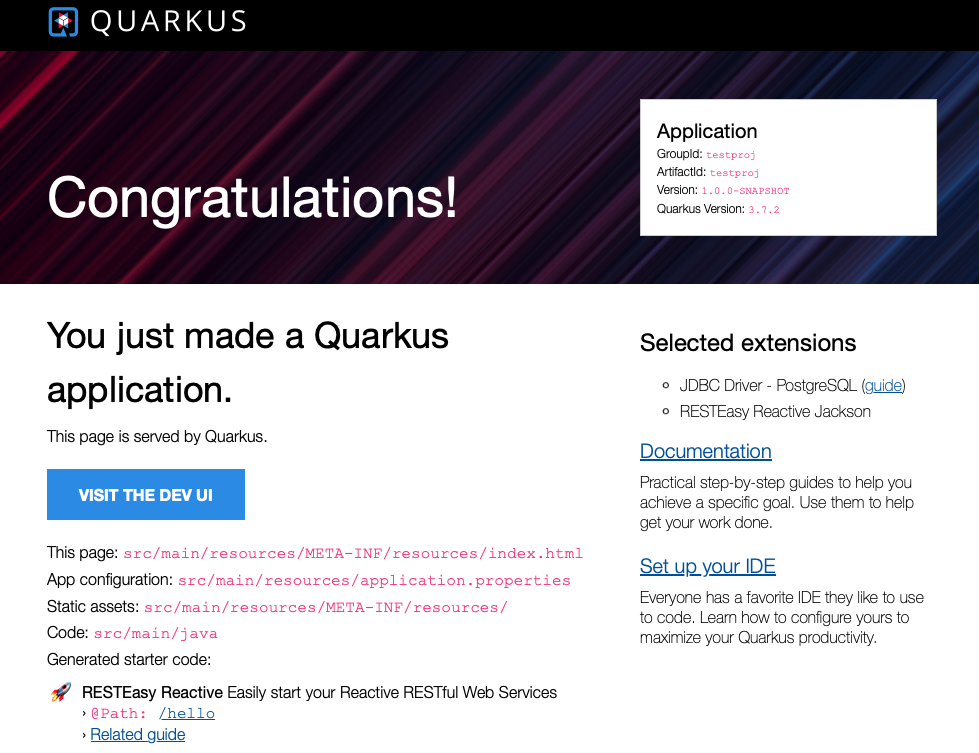 QUARKUS
Congratulations!
Application
GroupId: testproj
ArtifactId: testproj
Version: 1.0.0-SNAPSHOT
Quarkus Version: 3.7.2
You just made a Quarkus
application.
This page is served by Quarkus.
VISIT THE DEV UI
This page: src/main/resources/META-INF/resources/index.html
App configuration: src/main/resources/application.properties
Static assets: src/main/resources/META-INF/resources/
Code: src/main/java
Generated starter code:
🚀 RESTEasy Reactive Easily start your Reactive RESTful Web Services
› @Path: /hello
› Related guide
Selected extensions
JDBC Driver - PostgreSQL (guide)
RESTEasy Reactive Jackson
Documentation
Practical step-by-step guides to help you
achieve a specific goal. Use them to help
get your work done.
Set up your IDE
Everyone has a favorite IDE they like to use
to code. Learn how to configure yours to
maximize your Quarkus productivity.